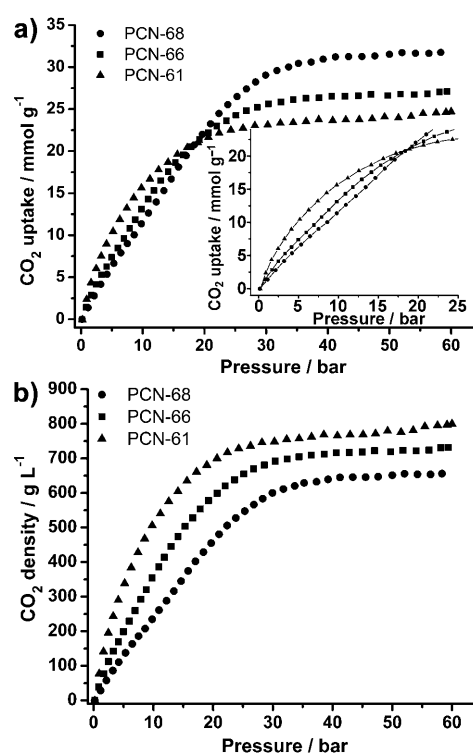 a)
PCN-68
PCN-66
PCN-61
CO₂ uptake / mmol g⁻¹
35
30
25
20
15
10
5
0
0 10 20 30 40 50 60
Pressure / bar
CO₂ uptake / mmol g⁻¹
20
15
10
5
0
0 5 10 15 20 25
Pressure / bar
b)
PCN-68
PCN-66
PCN-61
CO₂ density / g L⁻¹
900
800
700
600
500
400
300
200
100
0
0 10 20 30 40 50 60
Pressure / bar